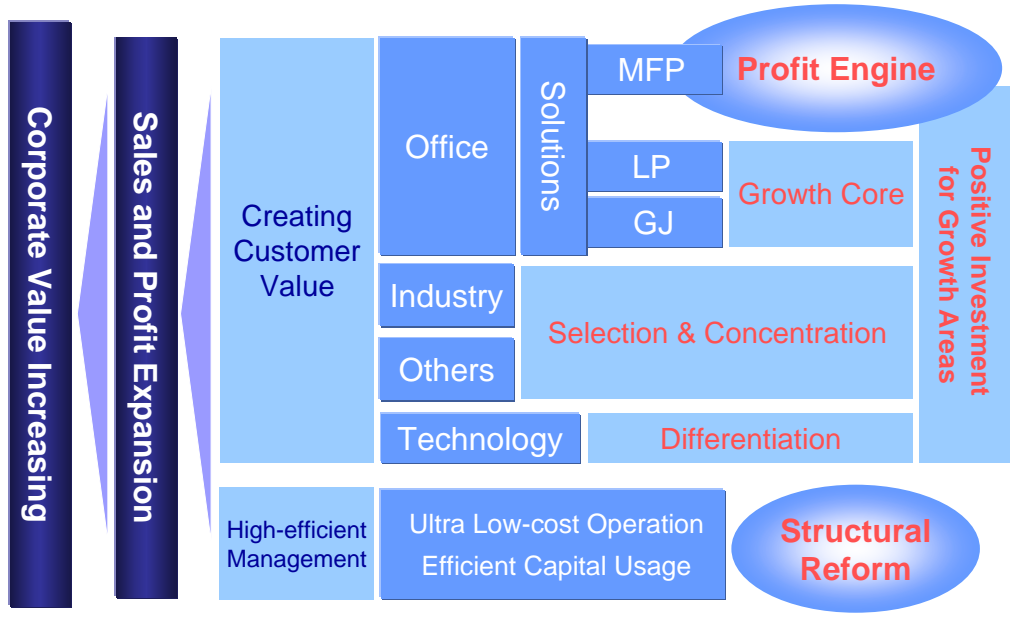 Corporate Value Increasing
Sales and Profit Expansion
Creating
Customer
Value
Office
Solutions
MFP
Profit Engine
LP
GJ
Growth Core
Positive Investment
for Growth Areas
Industry
Others
Selection & Concentration
Technology
Differentiation
High-efficient
Management
Ultra Low-cost Operation
Efficient Capital Usage
Structural
Reform